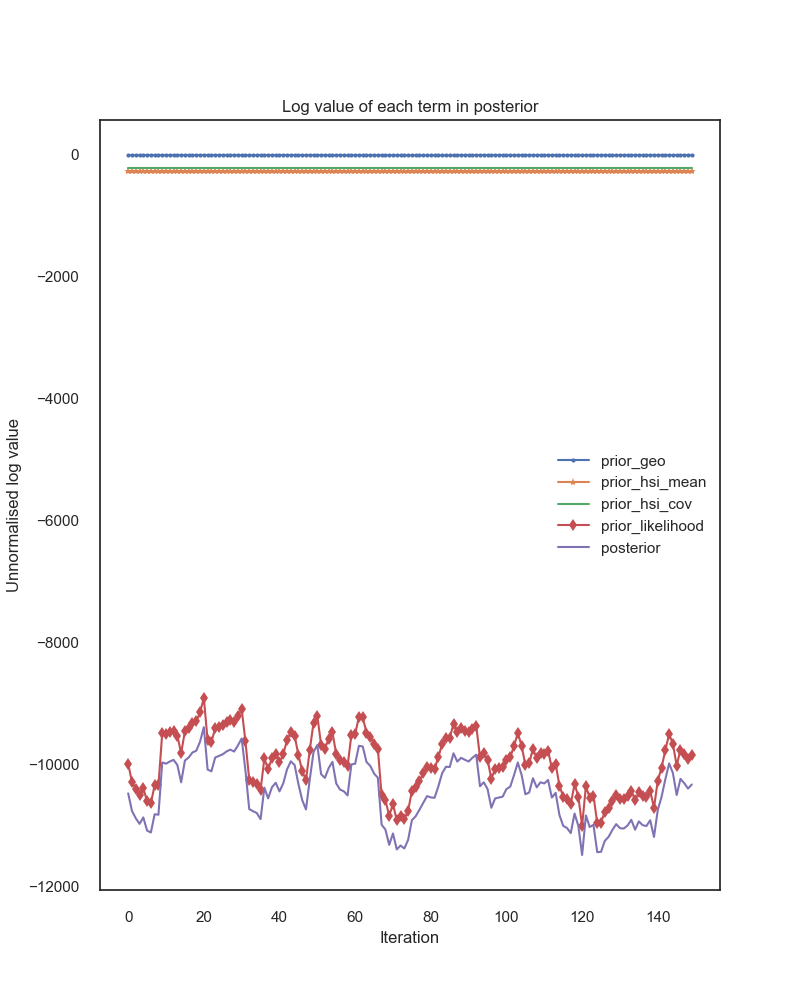 Log value of each term in posterior
0
−2000
−4000
−6000
−8000
−10000
−12000
Unnormalised log value
prior_geo
prior_hsi_mean
prior_hsi_cov
prior_likelihood
posterior
0 20 40 60 80 100 120 140
Iteration